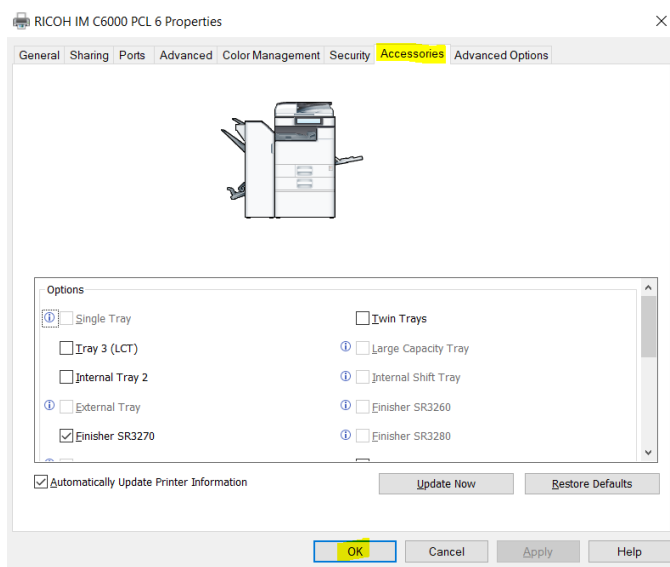 RICOH IM C6000 PCL 6 Properties
General Sharing Ports Advanced Color Management Security Accessories Advanced Options
Options
Single Tray Twin Trays
Tray 3 (LCT) Large Capacity Tray
Internal Tray 2 Internal Shift Tray
External Tray Finisher SR3260
Finisher SR3270 Finisher SR3280
Automatically Update Printer Information Update Now Restore Defaults
OK Cancel Apply Help